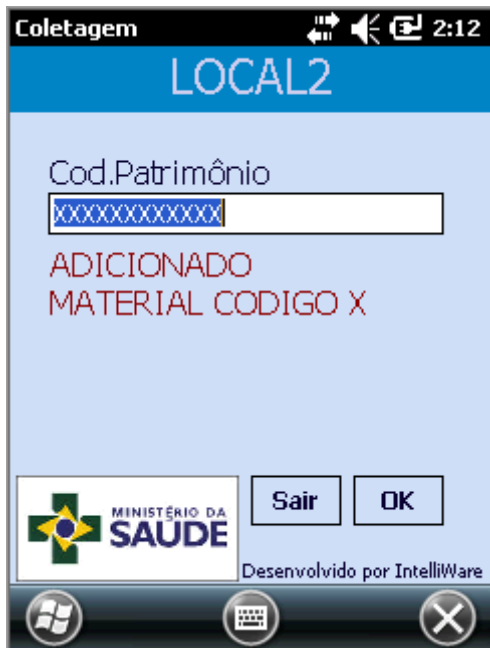 Coletagem 2:12
LOCAL2
Cod.Patrimônio
XXXXXXXXXXXXX
ADICIONADO
MATERIAL CODIGO X
MINISTÉRIO DA
SAÚDE
Sair OK
Desenvolvido por IntelliWare